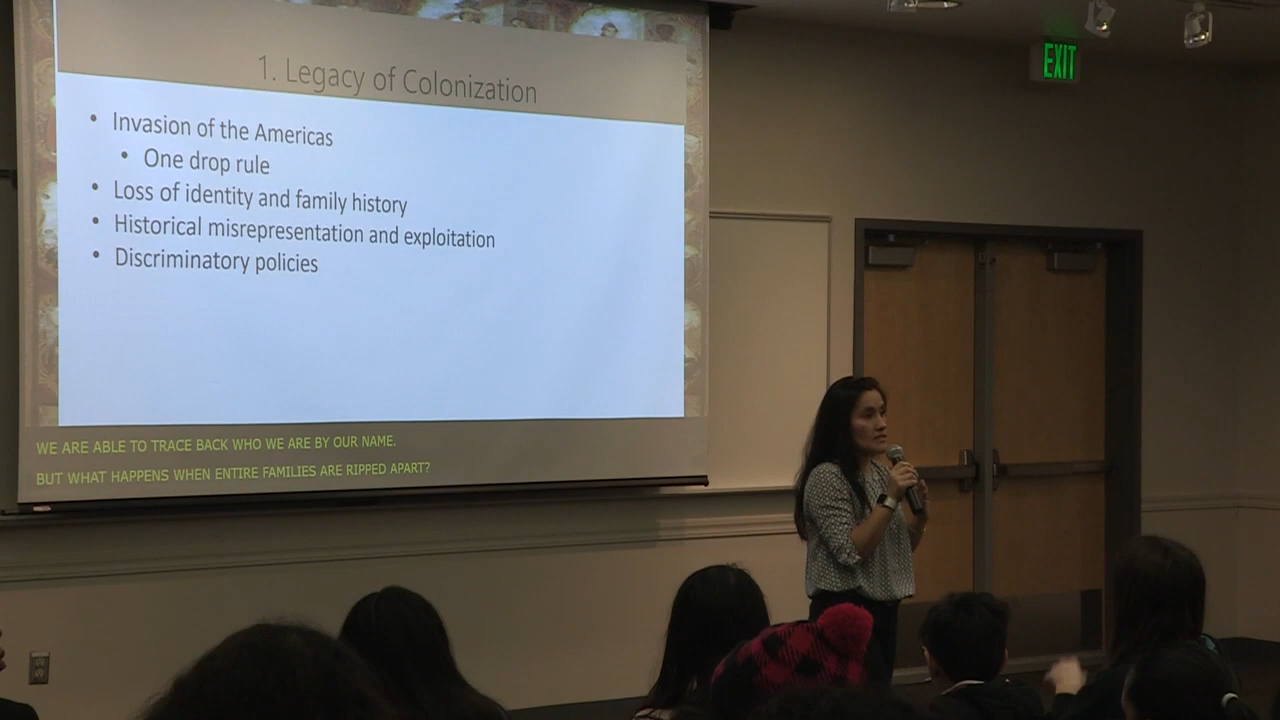 1. Legacy of Colonization
• Invasion of the Americas
• One drop rule
• Loss of identity and family history
• Historical misrepresentation and exploitation
• Discriminatory policies
WE ARE ABLE TO TRACE BACK WHO WE ARE BY OUR NAME.
BUT WHAT HAPPENS WHEN ENTIRE FAMILIES ARE RIPPED APART?
EXIT